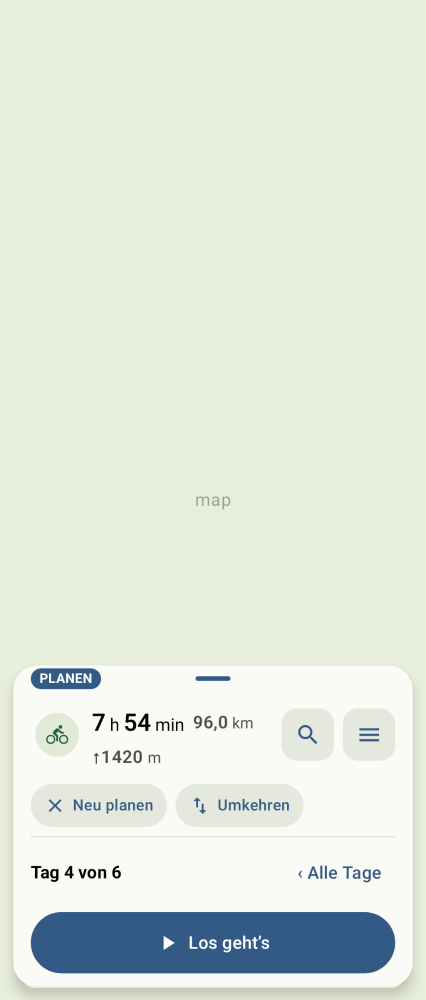 map
PLANEN
7 h 54 min 96,0 km
↑1420 m
Neu planen Umkehren
Tag 4 von 6 ‹ Alle Tage
Los geht’s